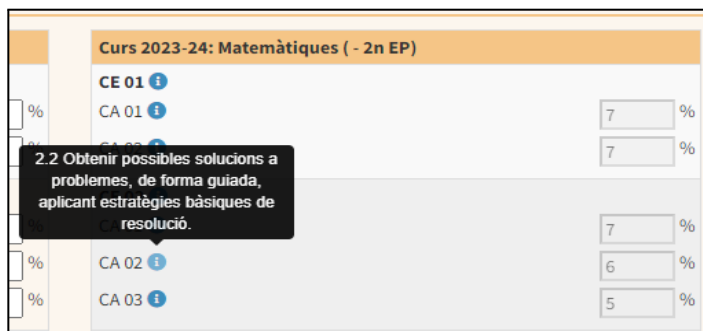 Curs 2023-24: Matemàtiques ( - 2n EP)
CE 01
% CA 01 7 %
7 %
2.2 Obtenir possibles solucions a
problemes, de forma guiada,
aplicant estratègies bàsiques de
resolució.
% 7 %
% CA 02 6 %
% CA 03 5 %